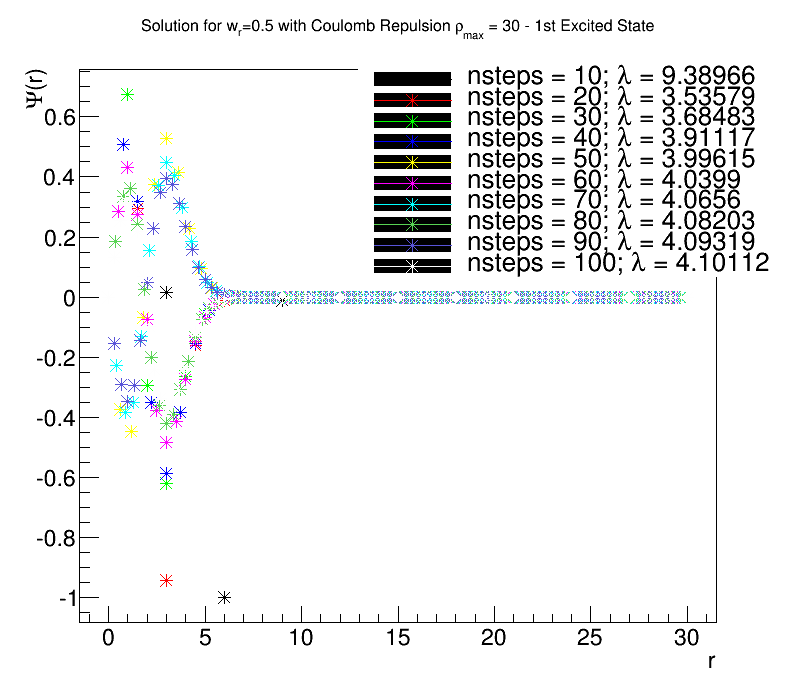 Solution for wr=0.5 with Coulomb Repulsion ρmax = 30 - 1st Excited State
Ψ(r)
nsteps = 10; λ = 9.38966
nsteps = 20; λ = 3.53579
nsteps = 30; λ = 3.68483
nsteps = 40; λ = 3.91117
nsteps = 50; λ = 3.99615
nsteps = 60; λ = 4.0399
nsteps = 70; λ = 4.0656
nsteps = 80; λ = 4.08203
nsteps = 90; λ = 4.09319
nsteps = 100; λ = 4.10112
0.6
0.4
0.2
0
-0.2
-0.4
-0.6
-0.8
-1
0 5 10 15 20 25 30
r